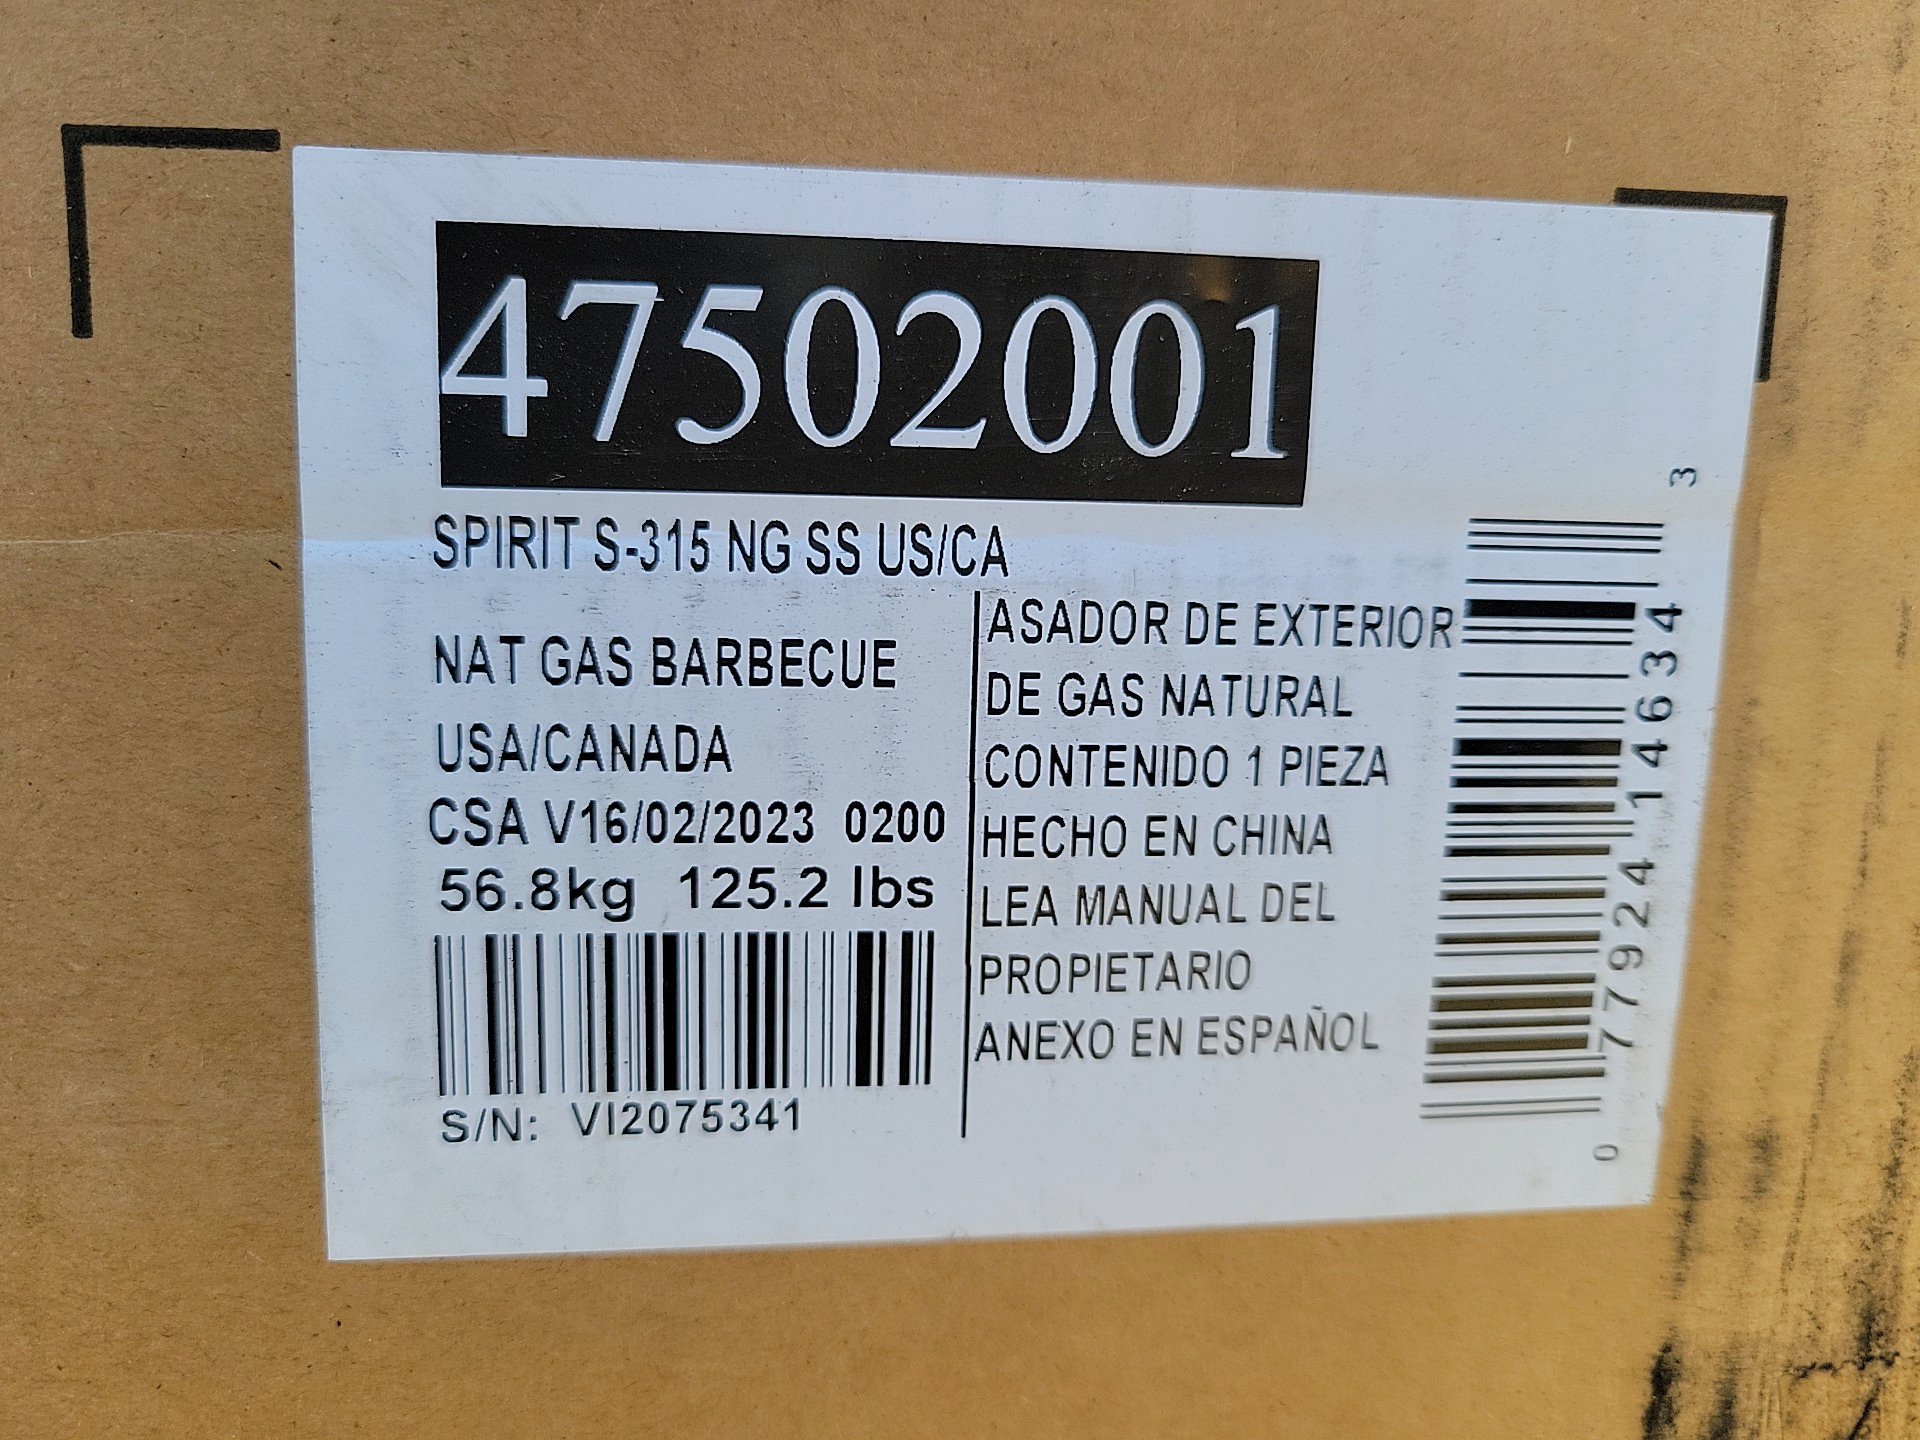 47502001
SPIRIT S-315 NG SS US/CA
NAT GAS BARBECUE
USA/CANADA
CSA V16/02/2023 0200
56.8kg 125.2 lbs
S/N: VI2075341
ASADOR DE EXTERIOR
DE GAS NATURAL
CONTENIDO 1 PIEZA
HECHO EN CHINA
LEA MANUAL DEL
PROPIETARIO
ANEXO EN ESPAÑOL
0 77924 14634 3